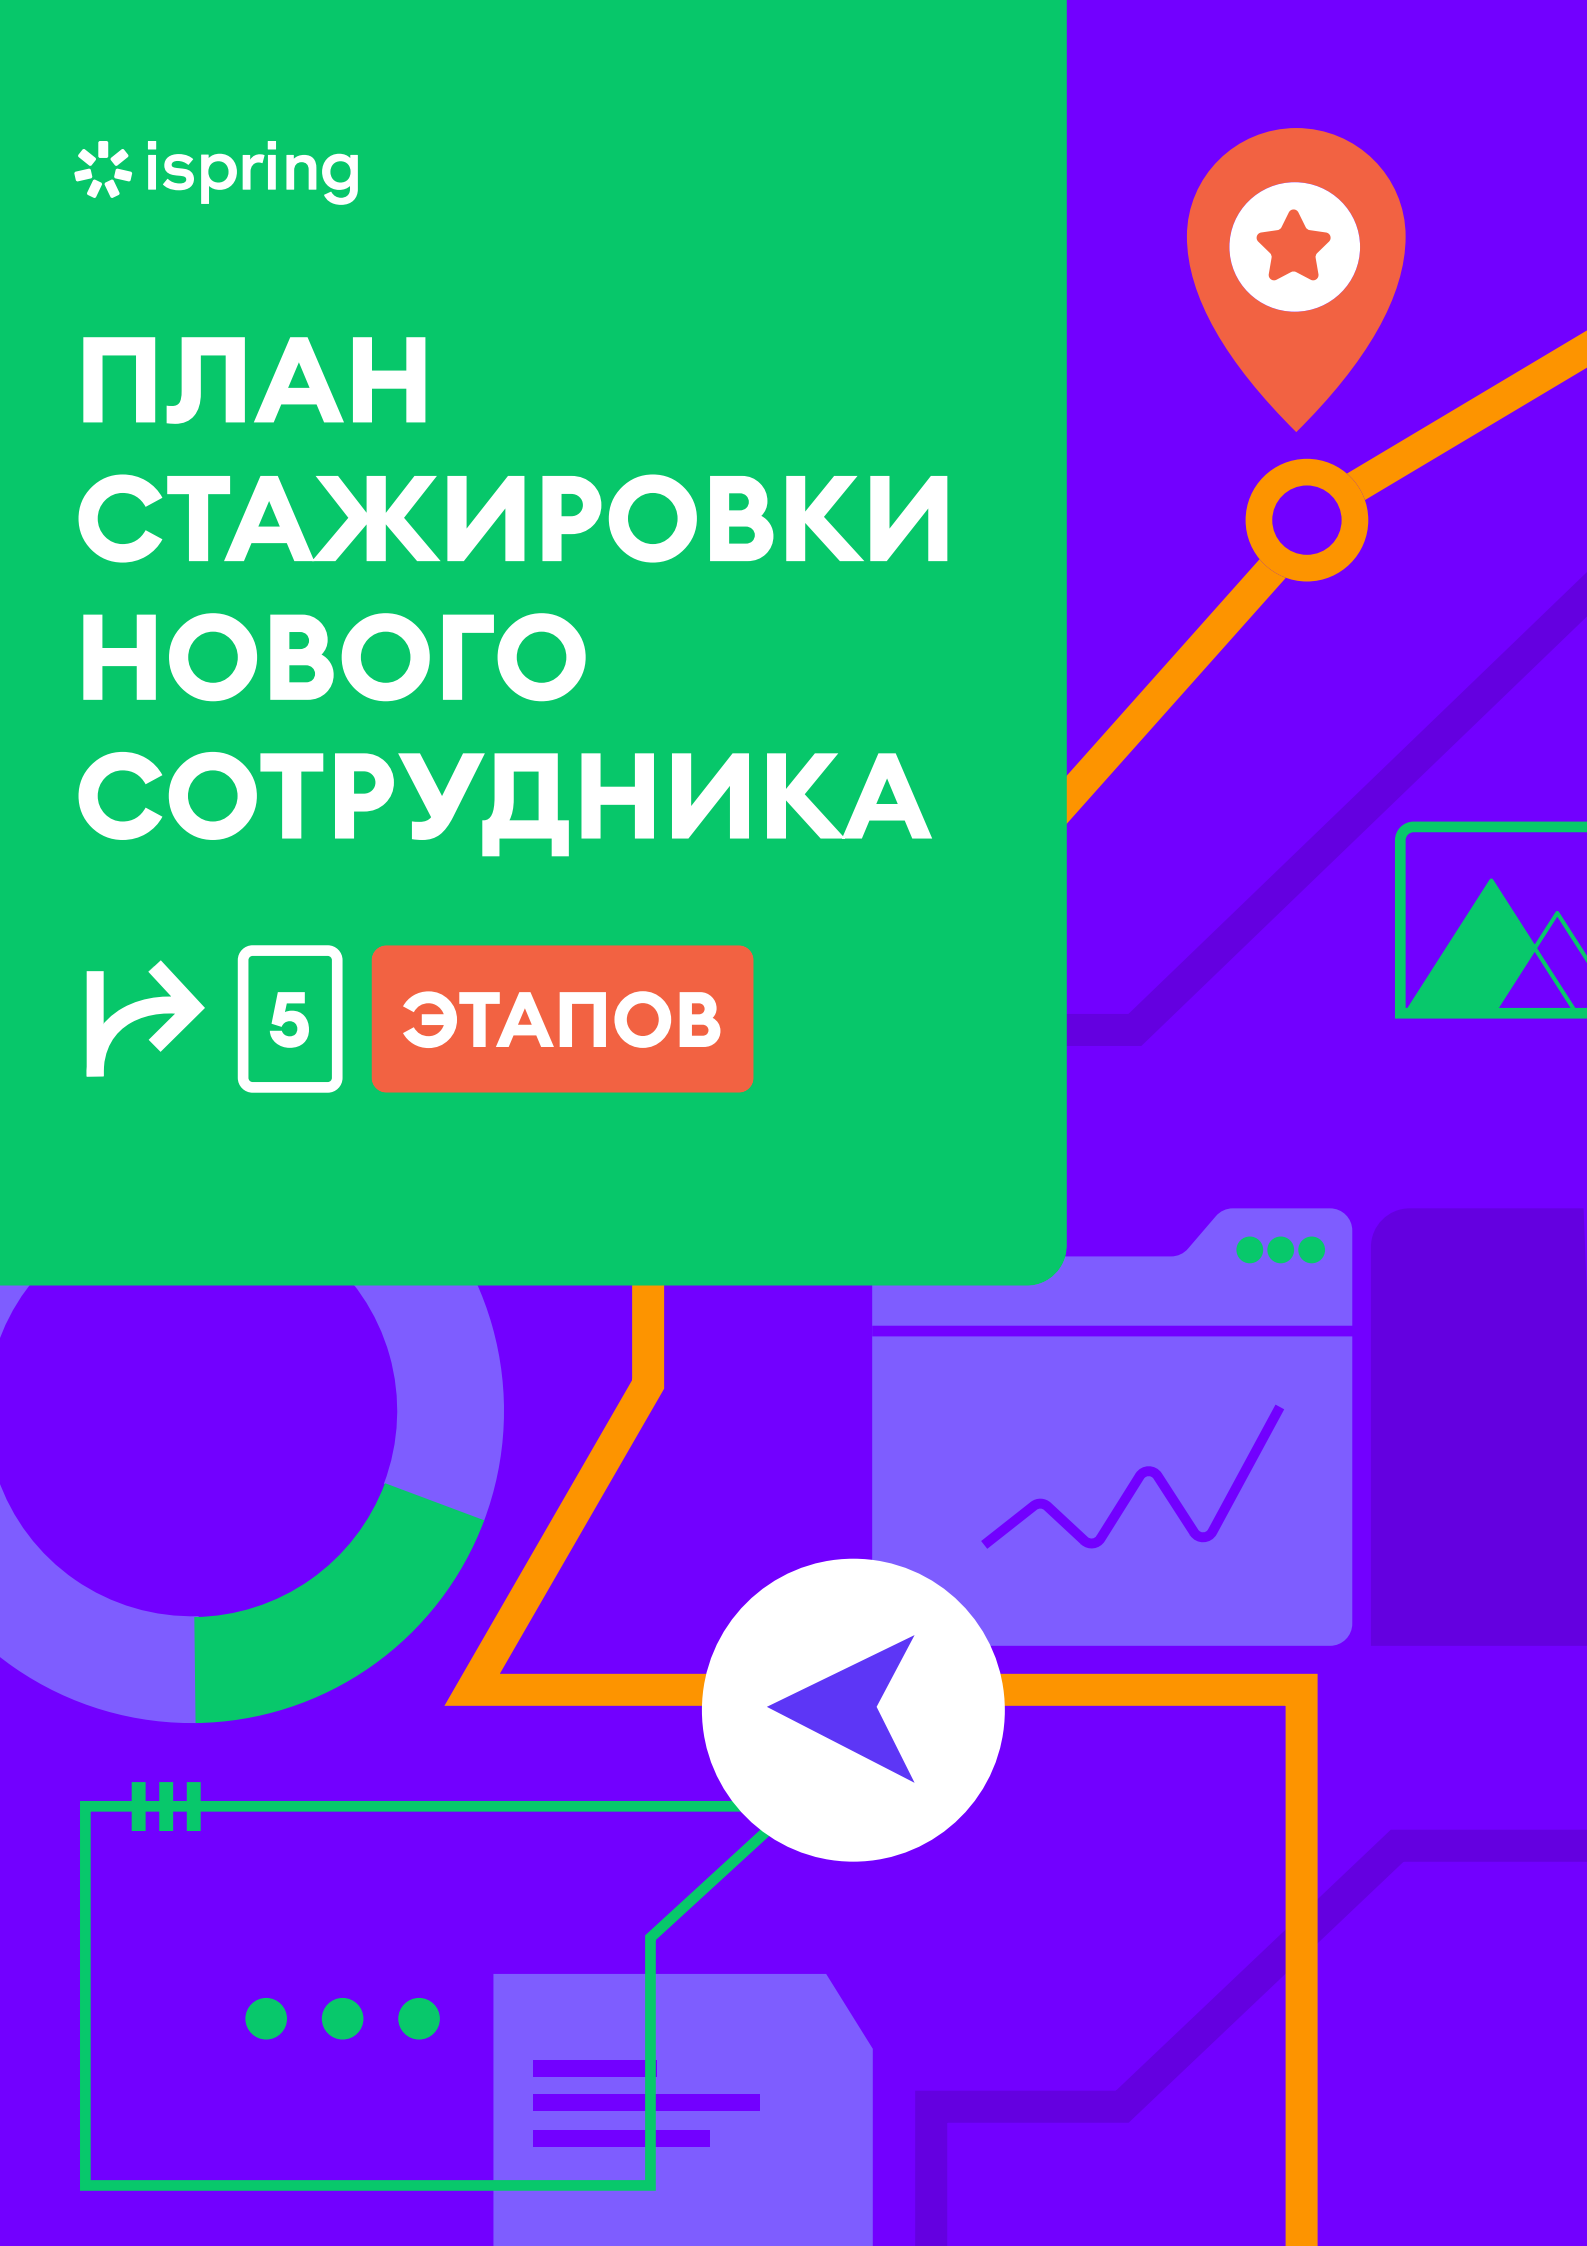 ispring
ПЛАН
СТАЖИРОВКИ
НОВОГО
СОТРУДНИКА
5 ЭТАПОВ